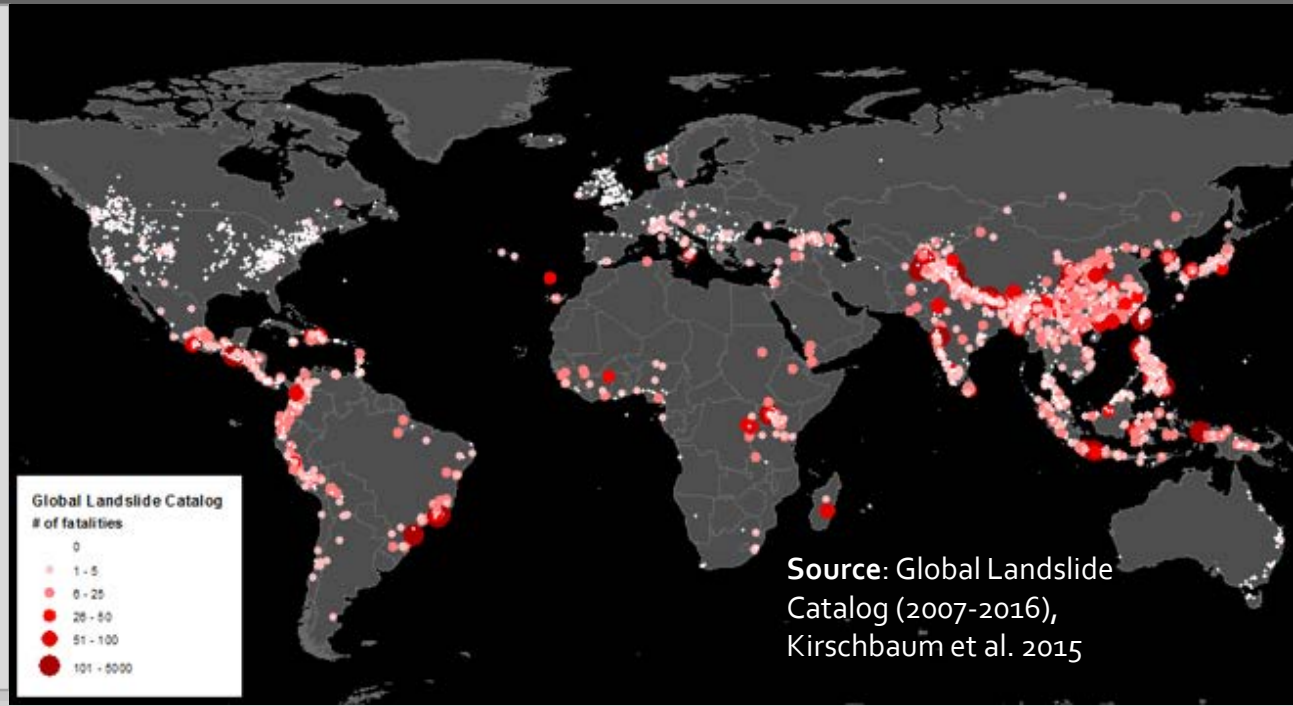 Global Landslide Catalog
# of fatalities
0
1 - 5
6 - 25
26 - 50
51 - 100
101 - 5000
Source: Global Landslide
Catalog (2007-2016),
Kirschbaum et al. 2015